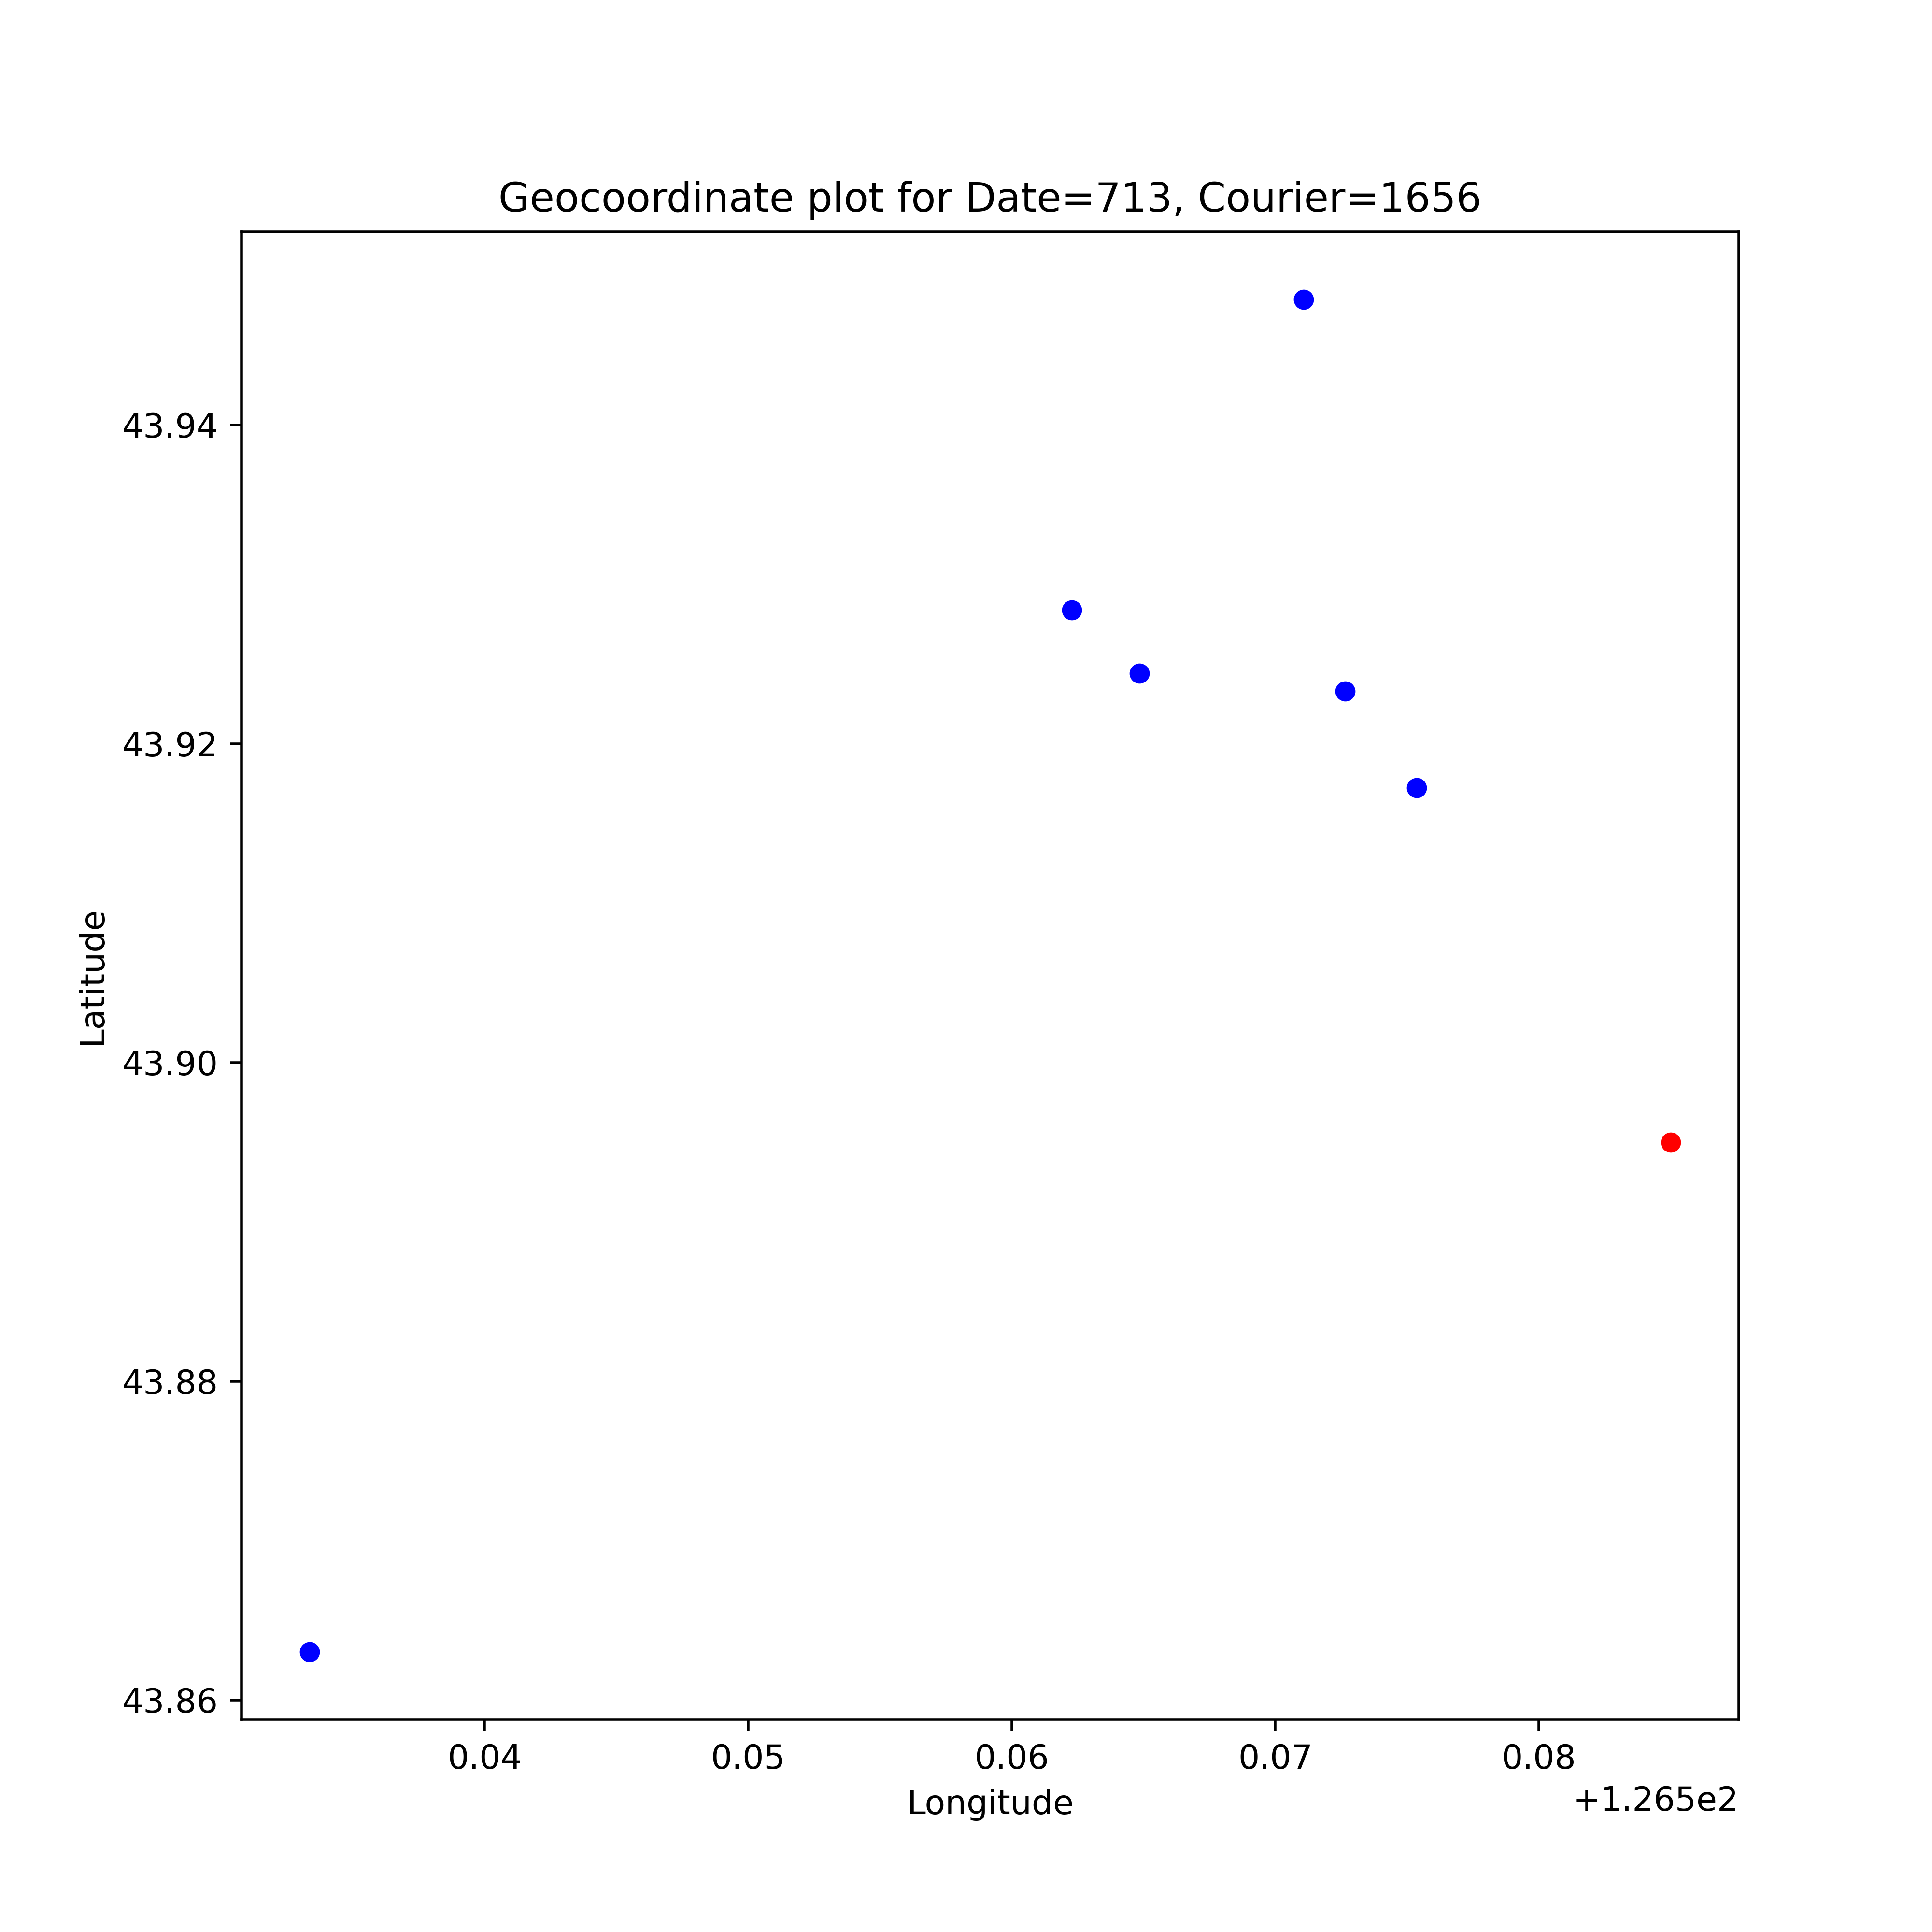 Geocoordinate plot for Date=713, Courier=1656
43.94
43.92
43.90
43.88
43.86
Latitude
0.04 0.05 0.06 0.07 0.08
+1.265e2
Longitude